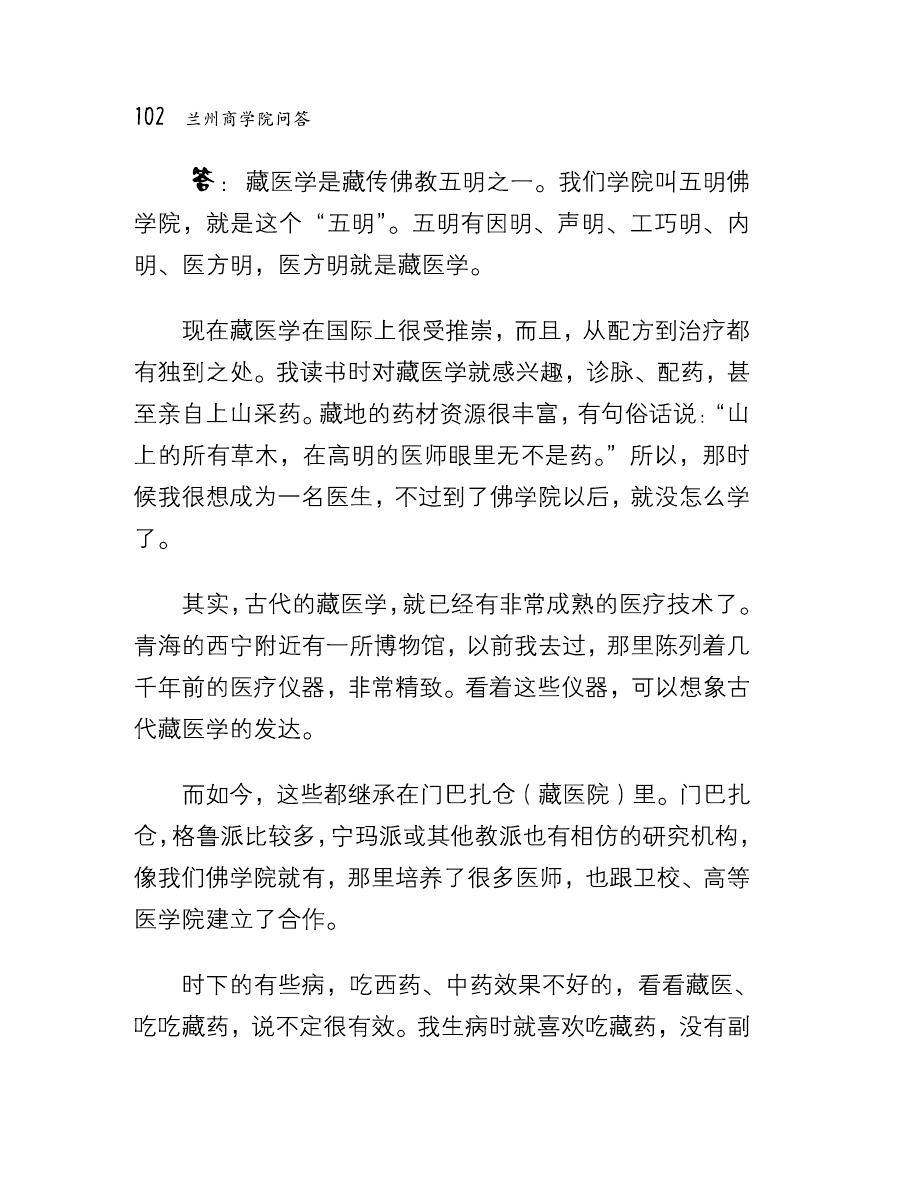 102 兰州商学院问答
答：藏医学是藏传佛教五明之一。我们学院叫五明佛
学院，就是这个“五明”。五明有因明、声明、工巧明、内
明、医方明，医方明就是藏医学。
现在藏医学在国际上很受推崇，而且，从配方到治疗都
有独到之处。我读书时对藏医学就感兴趣，诊脉、配药，甚
至亲自上山采药。藏地的药材资源很丰富，有句俗话说：“山
上的所有草木，在高明的医师眼里无不是药。”所以，那时
候我很想成为一名医生，不过到了佛学院以后，就没怎么学
了。
其实，古代的藏医学，就已经有非常成熟的医疗技术了。
青海的西宁附近有一所博物馆，以前我去过，那里陈列着几
千年前的医疗仪器，非常精致。看着这些仪器，可以想象古
代藏医学的发达。
而如今，这些都继承在门巴扎仓（藏医院）里。门巴扎
仓，格鲁派比较多，宁玛派或其他教派也有相仿的研究机构，
像我们佛学院就有，那里培养了很多医师，也跟卫校、高等
医学院建立了合作。
时下的有些病，吃西药、中药效果不好的，看看藏医、
吃吃藏药，说不定很有效。我生病时就喜欢吃藏药，没有副